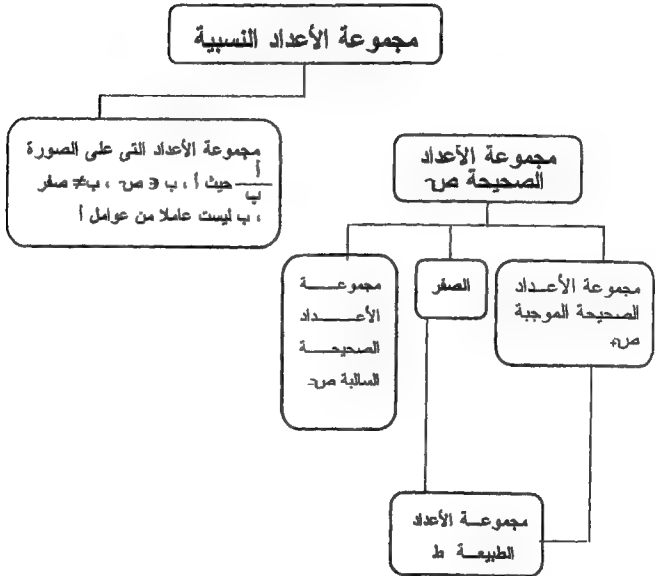 مجموعة الأعداد النسبية
مجموعة الأعداد التى على الصورة
أ
ب
حيث أ ، ب ∈ ص ، ب ≠ صفر
، ب ليست عاملا من عوامل أ
مجموعة الأعداد
الصحيحة ص
مجموعة الأعداد
الصحيحة الموجبة
ص+
الصفر
مجموعة
الأعداد
الصحيحة
السالبة ص-
مجموعة الأعداد
الطبيعة ط